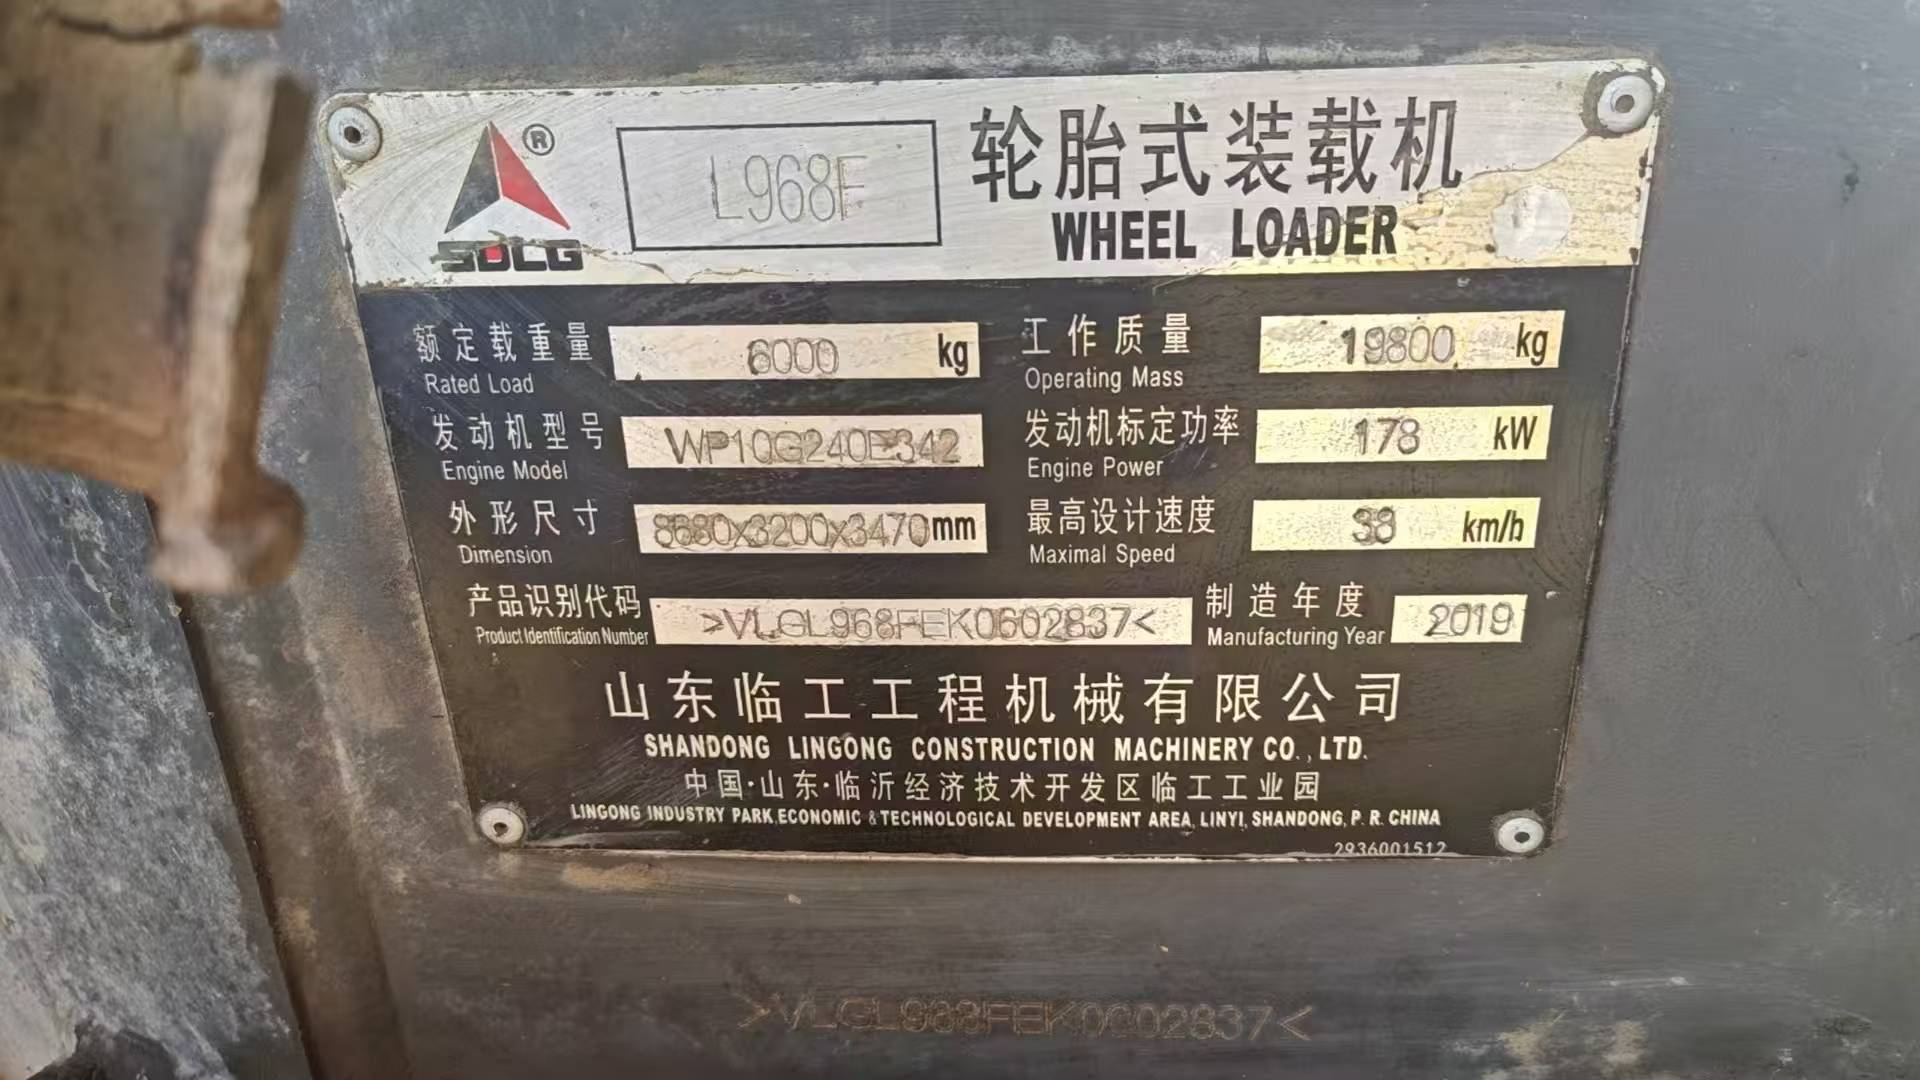 ® L968F 轮胎式装载机
SDLG WHEEL LOADER
额定载重量 6000 kg 工作质量 19800 kg
Rated Load Operating Mass
发动机型号 WP10G240E342 发动机标定功率 178 kW
Engine Model Engine Power
外形尺寸 8680x3200x3470 mm 最高设计速度 38 km/h
Dimension Maximal Speed
产品识别代码 >VLGL968FEK0602837< 制造年度 2019
Product Identification Number Manufacturing Year
山东临工工程机械有限公司
SHANDONG LINGONG CONSTRUCTION MACHINERY CO., LTD.
中国·山东·临沂经济技术开发区临工工业园
LINGONG INDUSTRY PARK,ECONOMIC & TECHNOLOGICAL DEVELOPMENT AREA, LINYI, SHANDONG, P. R. CHINA
2936001512
>VLGL968FEK0602837<